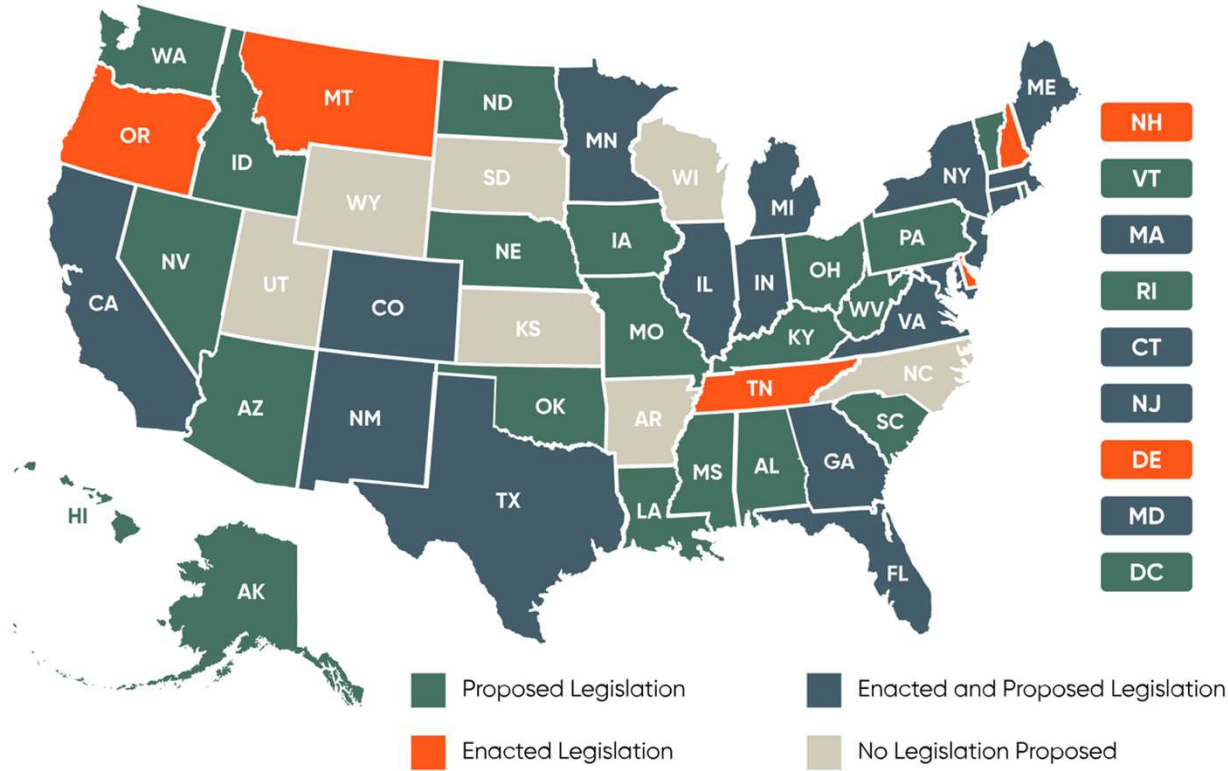 WA
MT
ND
MN
ME
OR
ID
SD
WI
NY
MI
WY
NE
IA
PA
NV
UT
CO
IL
IN
OH
CA
KS
MO
WV
VA
KY
AZ
NM
OK
AR
TN
NC
SC
TX
LA
MS
AL
GA
FL
HI
AK
NH
VT
MA
RI
CT
NJ
DE
MD
DC
Proposed Legislation
Enacted and Proposed Legislation
Enacted Legislation
No Legislation Proposed